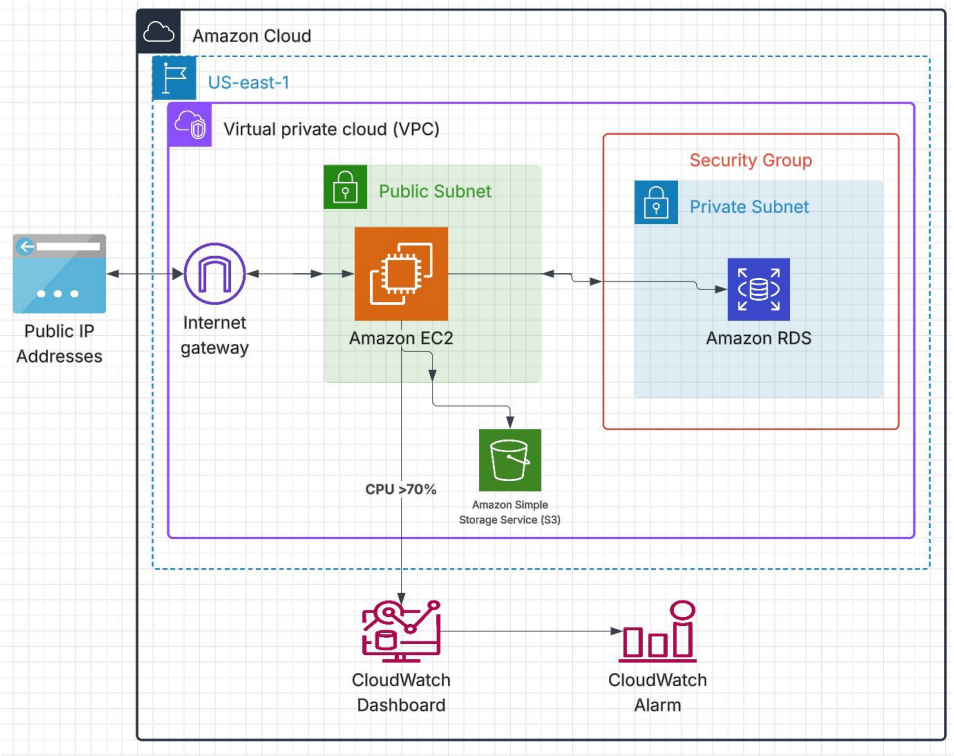 Amazon Cloud
US-east-1
Virtual private cloud (VPC)
Security Group
Public Subnet
Private Subnet
Public IP
Addresses
Internet
gateway
Amazon EC2
Amazon RDS
CPU >70%
Amazon Simple
Storage Service (S3)
CloudWatch
Dashboard
CloudWatch
Alarm